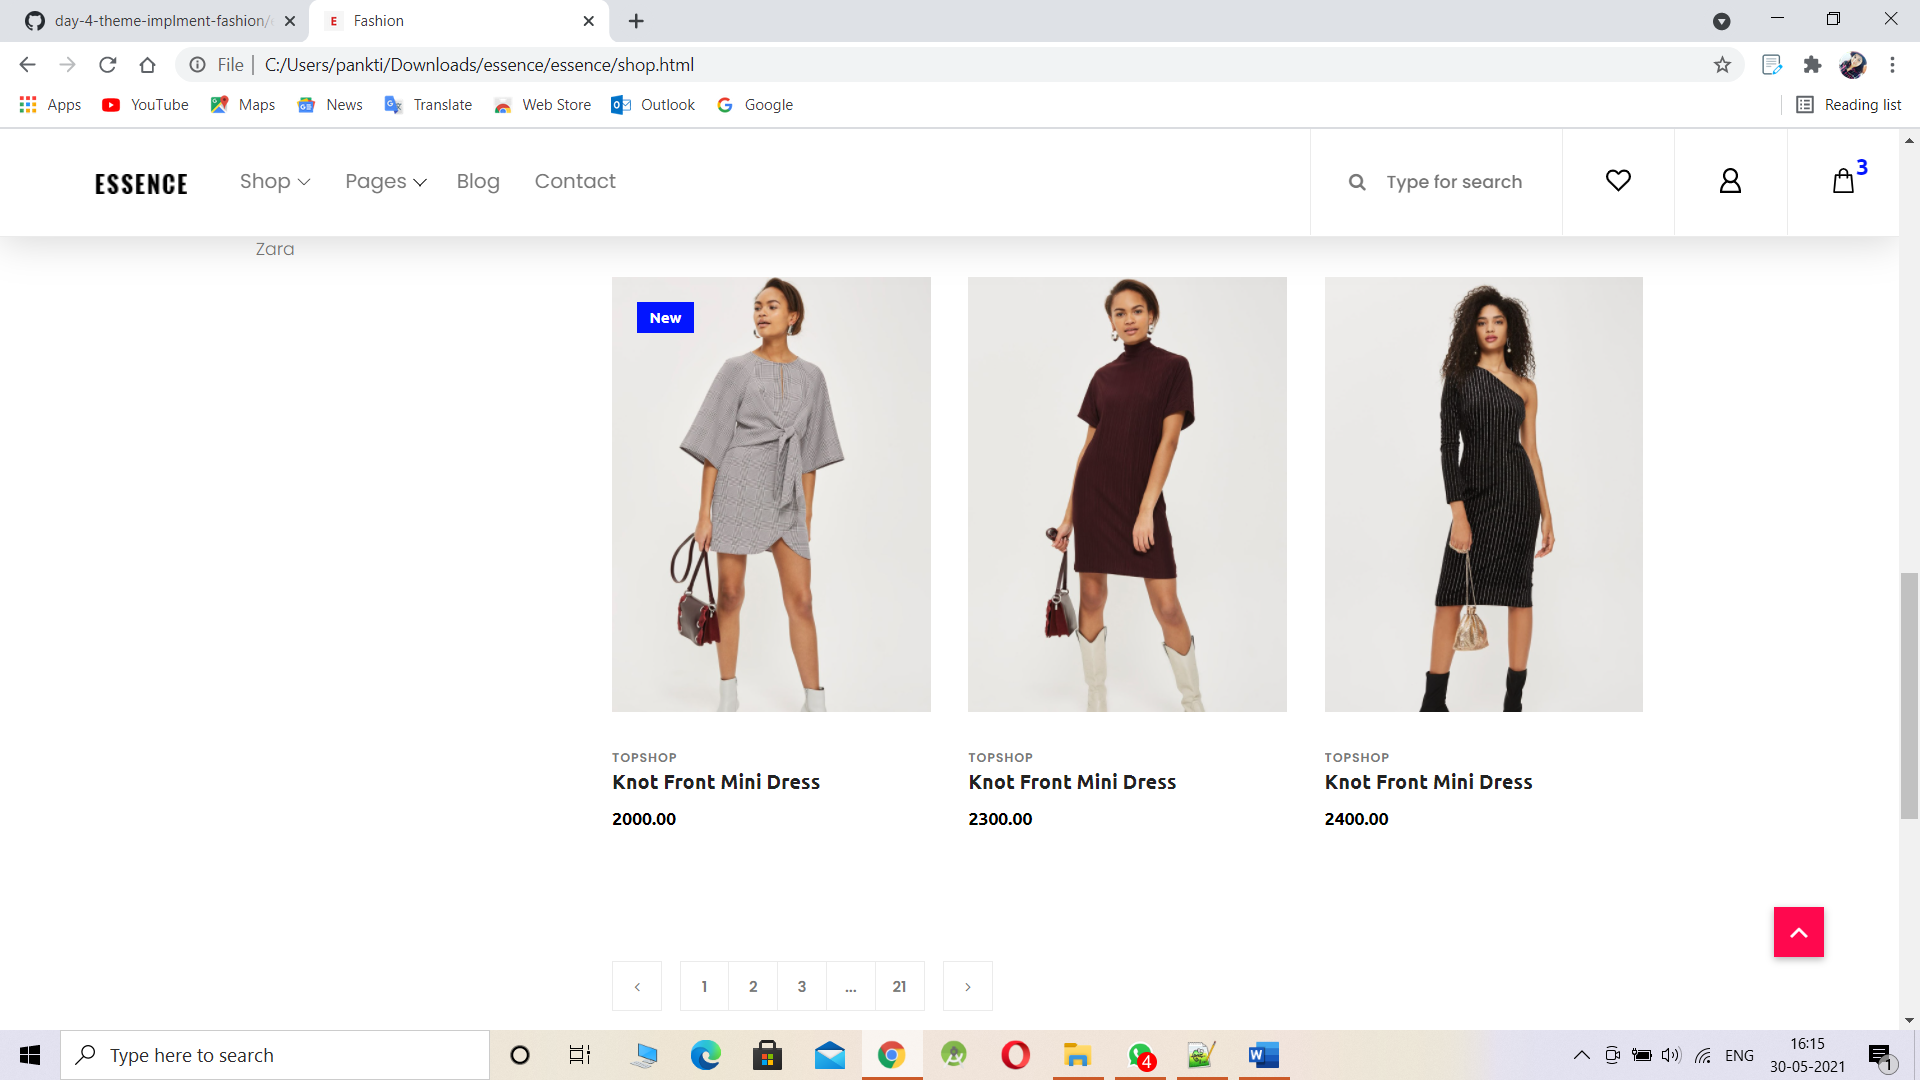 day-4-theme-implment-fashion/
Fashion
File | C:/Users/pankti/Downloads/essence/essence/shop.html
Apps YouTube Maps News Translate Web Store Outlook Google Reading list
ESSENCE Shop Pages Blog Contact Type for search 3
Zara
New
TOPSHOP TOPSHOP TOPSHOP
Knot Front Mini Dress Knot Front Mini Dress Knot Front Mini Dress
2000.00 2300.00 2400.00
1 2 3 ... 21
Type here to search 4 ENG 16:15
30-05-2021 1